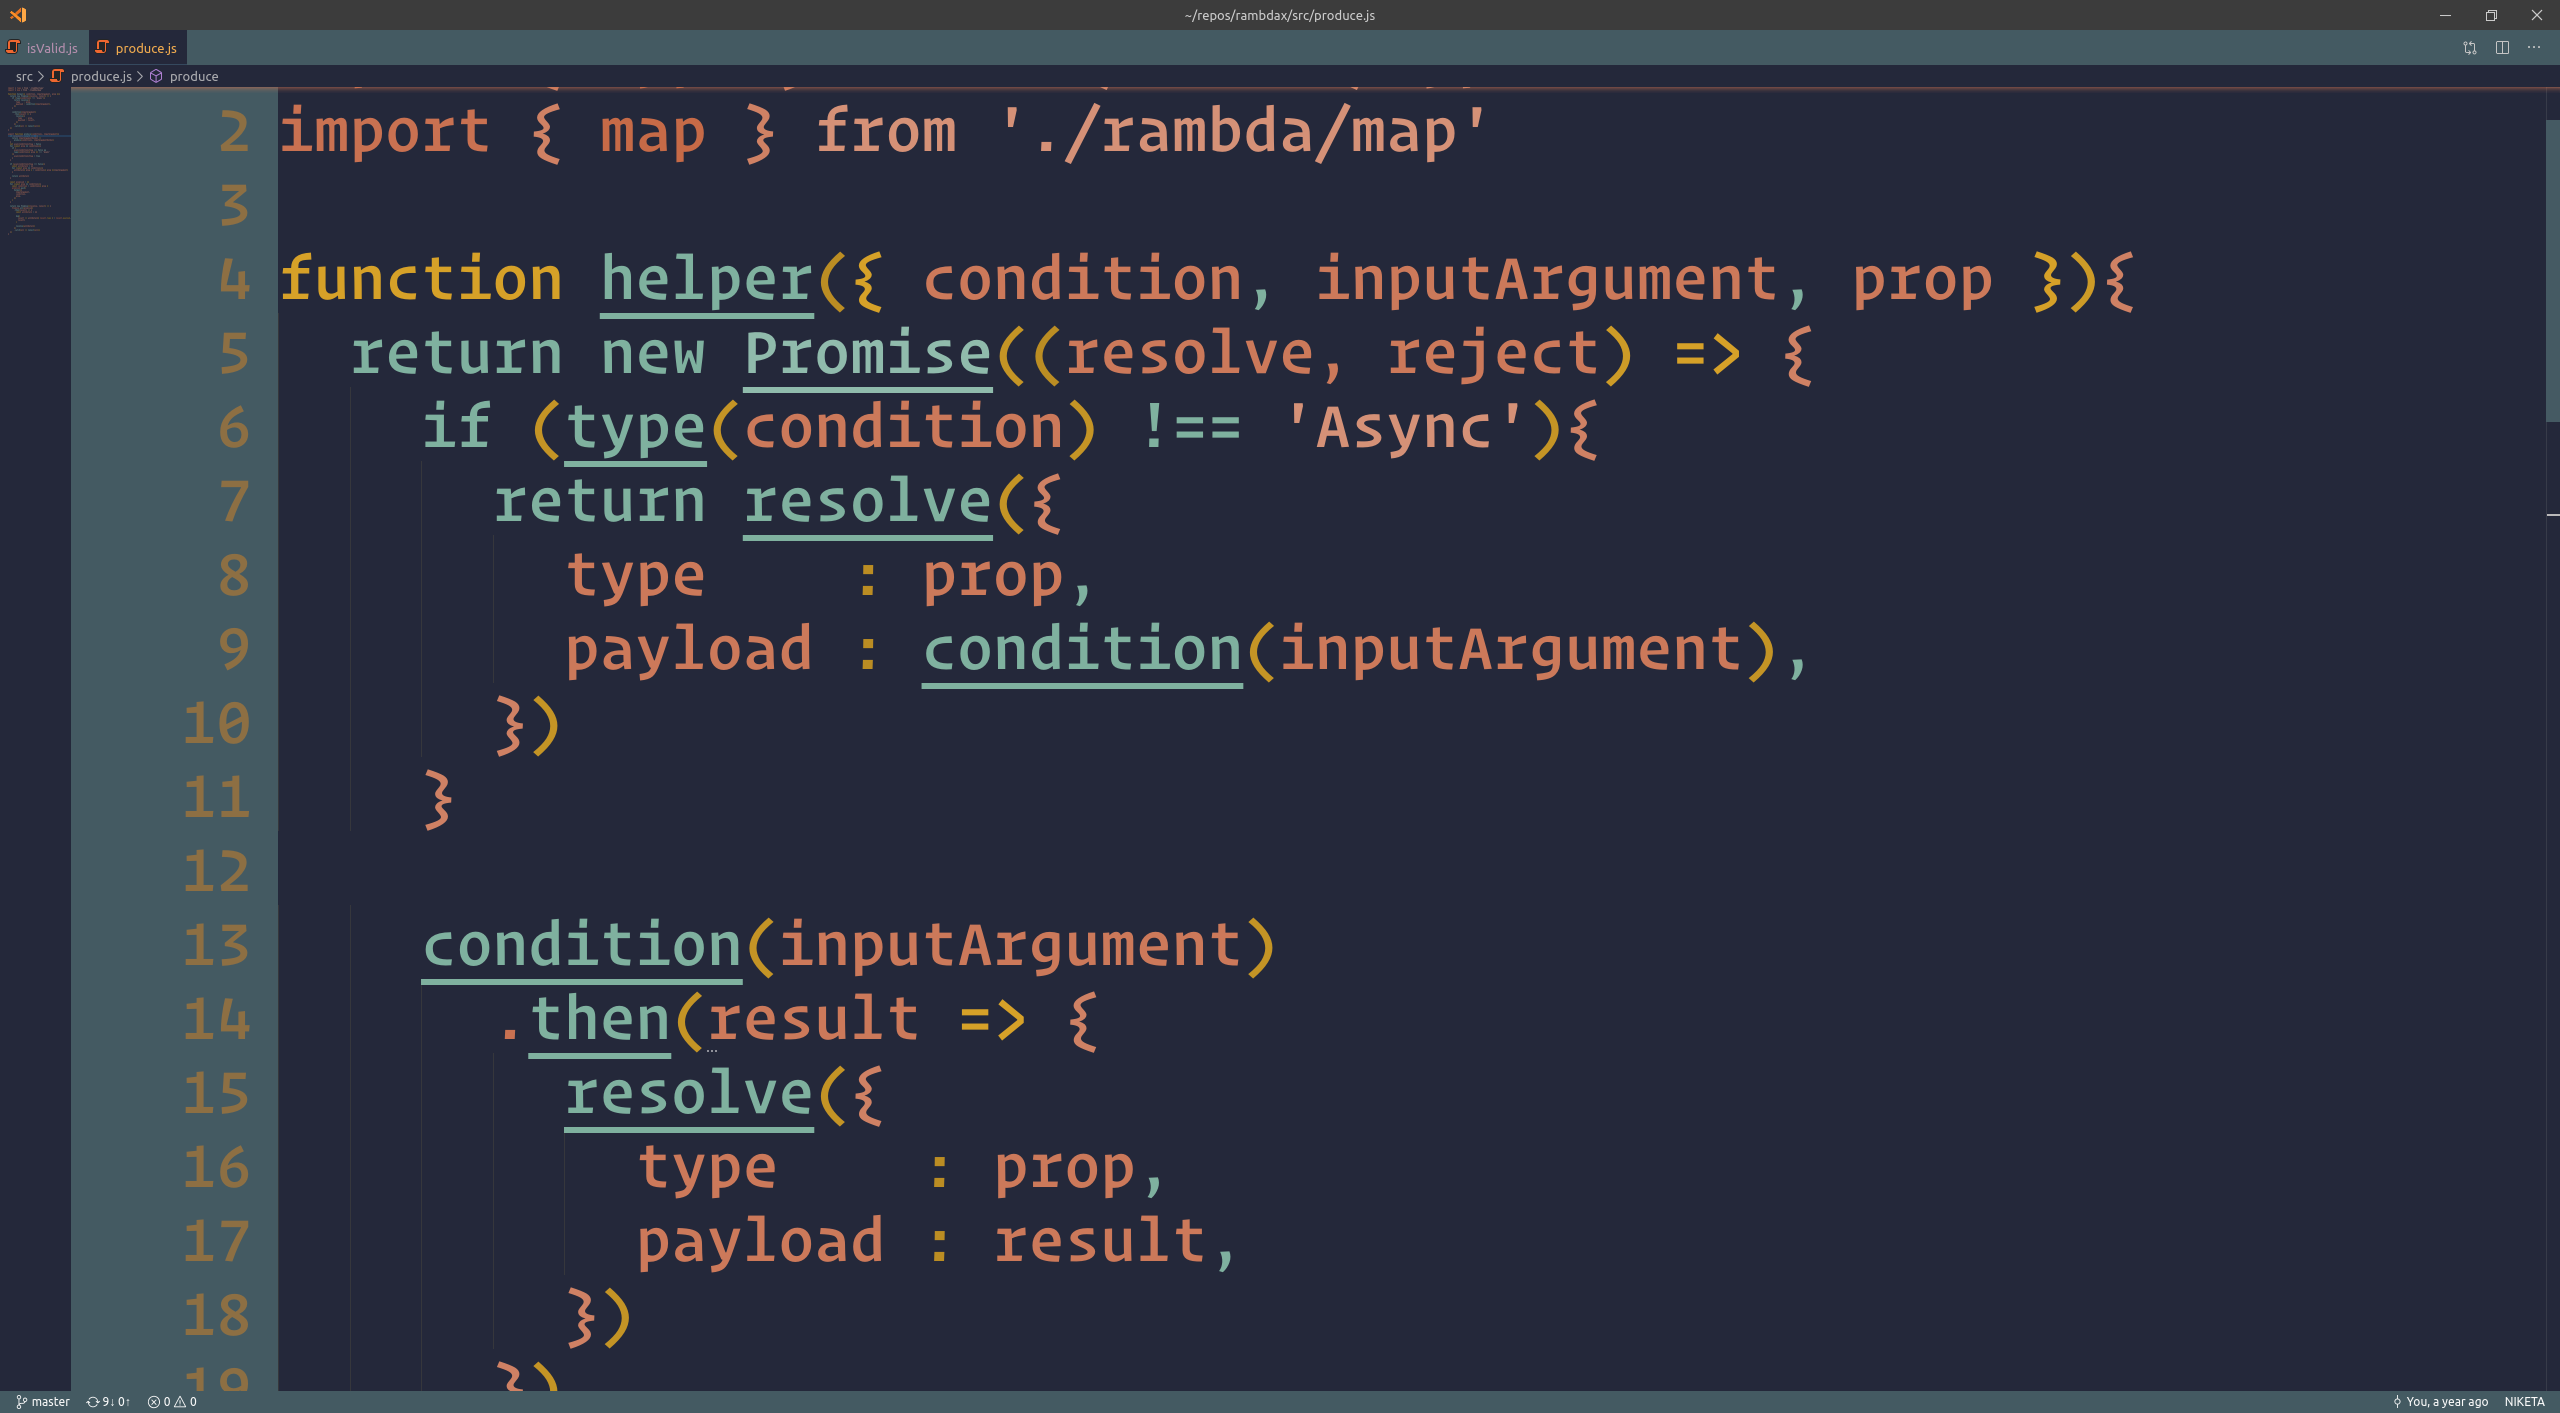 ~/repos/rambdax/src/produce.js
isValid.js produce.js
src > produce.js > produce
2 import { map } from './rambda/map'
3
4 function helper({ condition, inputArgument, prop }){
5 return new Promise((resolve, reject) => {
6 if (type(condition) !== 'Async'){
7 return resolve({
8 type : prop,
9 payload : condition(inputArgument),
10 })
11 }
12
13 condition(inputArgument)
14 .then(result => {
15 resolve({
16 type : prop,
17 payload : result,
18 })
19 })
master 9↓ 0↑ 0 0 You, a year ago NIKETA